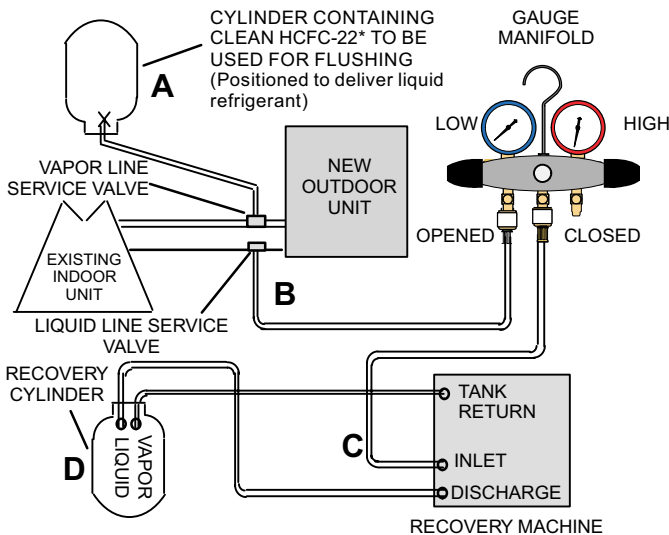 CYLINDER CONTAINING
CLEAN HCFC-22* TO BE
USED FOR FLUSHING
(Positioned to deliver liquid
refrigerant)
A
GAUGE
MANIFOLD
LOW
HIGH
VAPOR LINE
SERVICE VALVE
NEW
OUTDOOR
UNIT
EXISTING
INDOOR
UNIT
OPENED
CLOSED
B
LIQUID LINE SERVICE
VALVE
RECOVERY
CYLINDER
TANK
RETURN
C
D
LIQUID
VAPOR
INLET
DISCHARGE
RECOVERY MACHINE